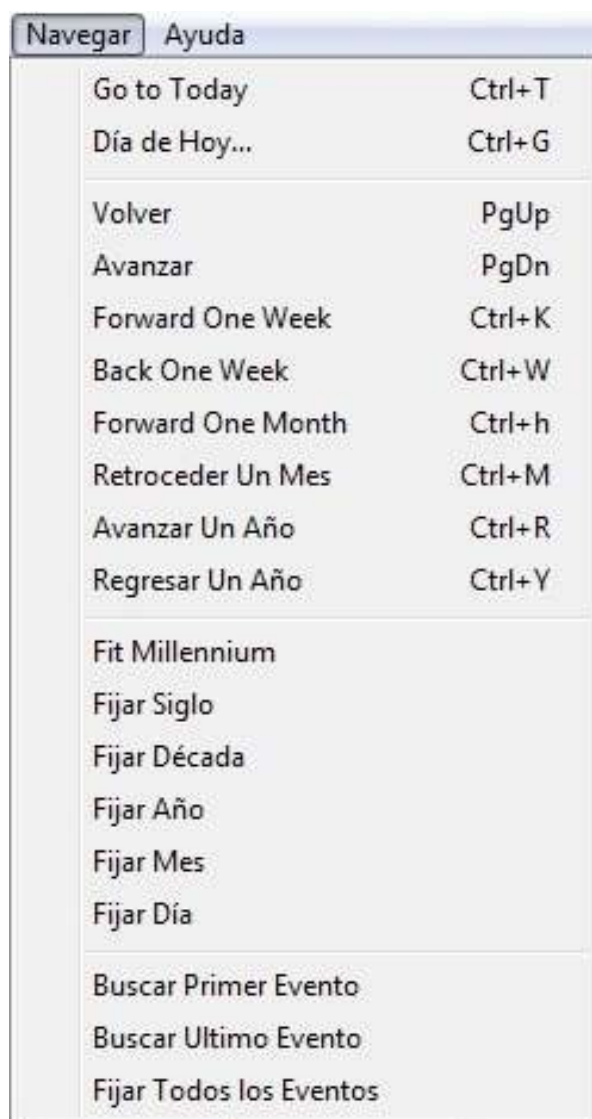 Navegar Ayuda
Go to Today Ctrl+T
Día de Hoy... Ctrl+G
Volver PgUp
Avanzar PgDn
Forward One Week Ctrl+K
Back One Week Ctrl+W
Forward One Month Ctrl+h
Retroceder Un Mes Ctrl+M
Avanzar Un Año Ctrl+R
Regresar Un Año Ctrl+Y
Fit Millennium
Fijar Siglo
Fijar Década
Fijar Año
Fijar Mes
Fijar Día
Buscar Primer Evento
Buscar Ultimo Evento
Fijar Todos los Eventos